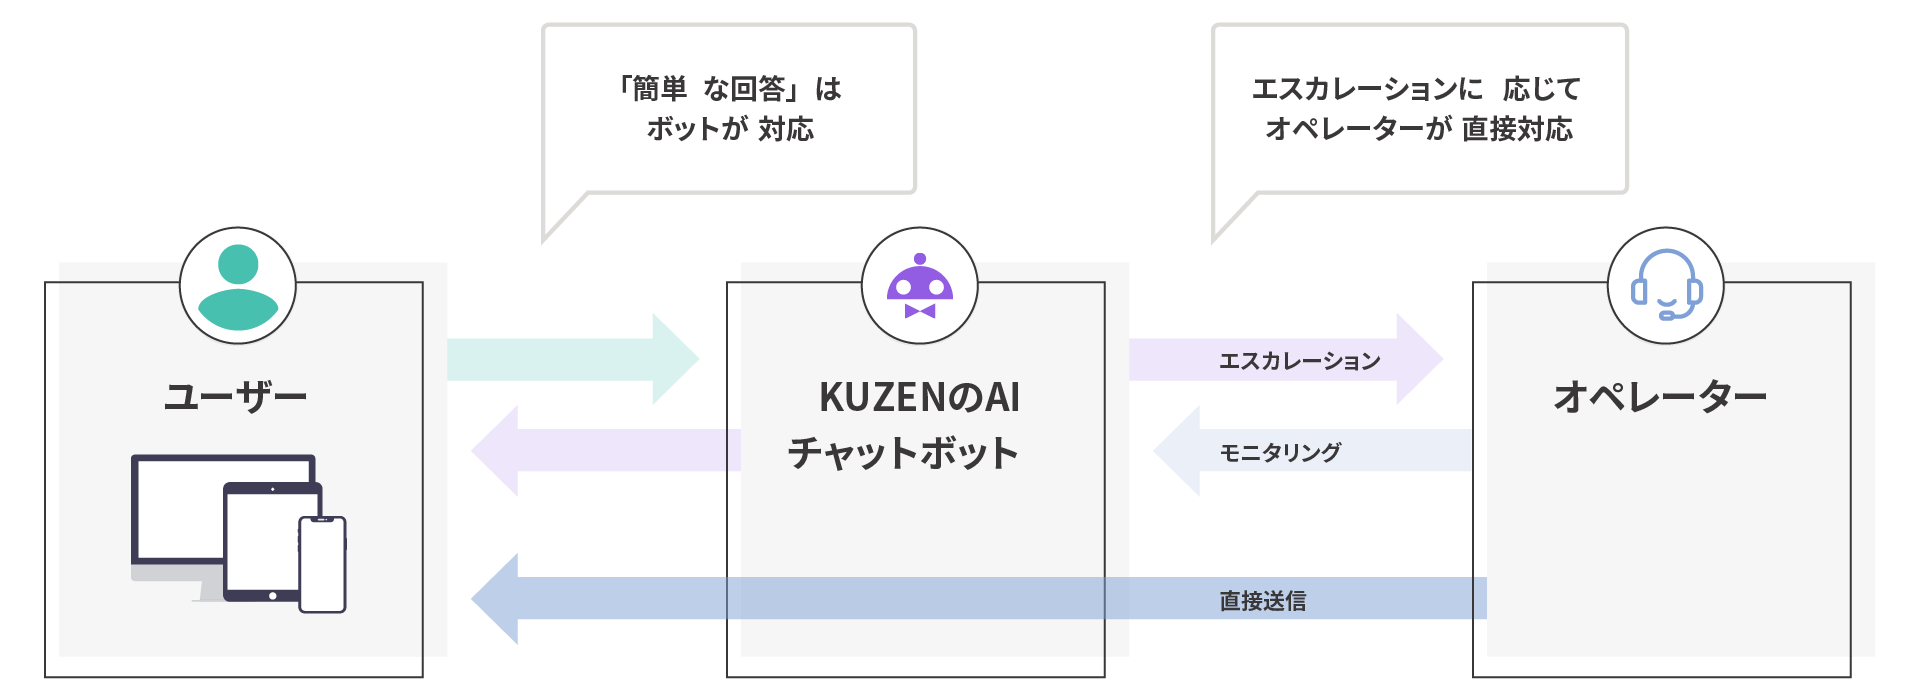 「簡単 な回答」は
ボットが 対応
エスカレーションに 応じて
オペレーターが 直接対応
ユーザー
KUZENのAI
チャットボット
エスカレーション
モニタリング
オペレーター
直接送信